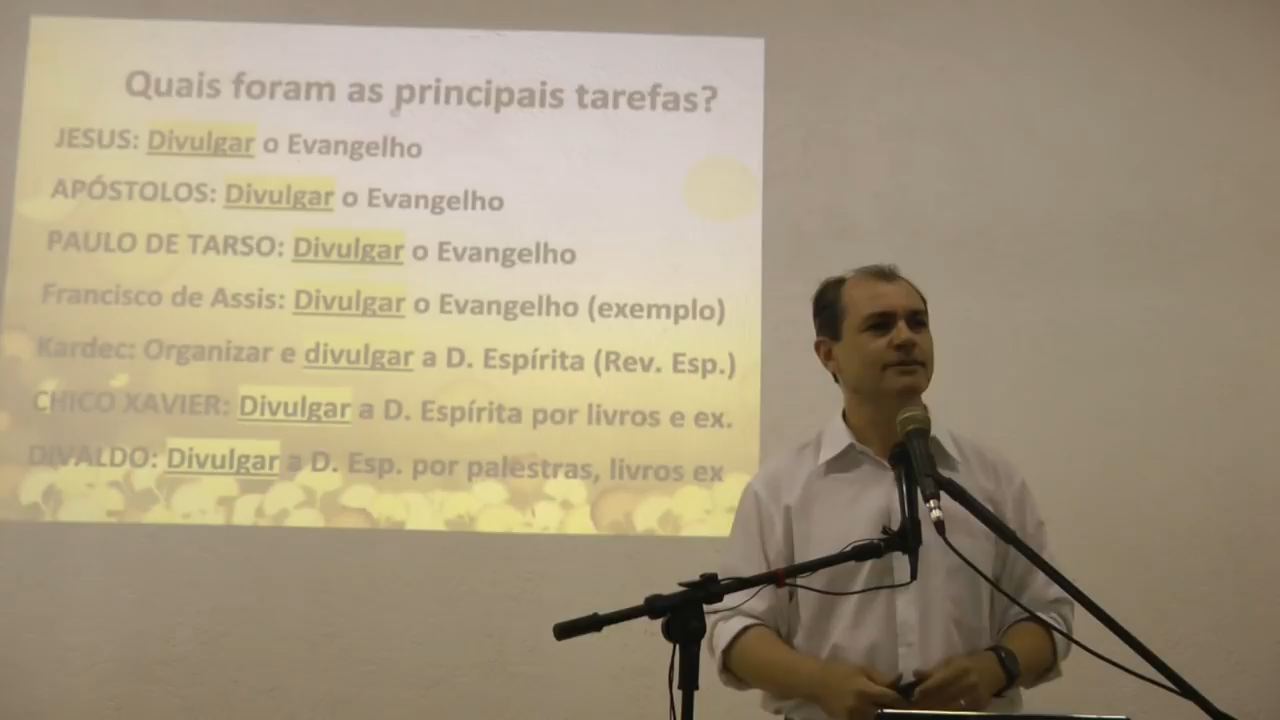 Quais foram as principais tarefas?
JESUS: Divulgar o Evangelho
APÓSTOLOS: Divulgar o Evangelho
PAULO DE TARSO: Divulgar o Evangelho
Francisco de Assis: Divulgar o Evangelho (exemplo)
Kardec: Organizar e divulgar a D. Espírita (Rev. Esp.)
CHICO XAVIER: Divulgar a D. Espírita por livros e ex.
DIVALDO: Divulgar a D. Esp. por palestras, livros ex